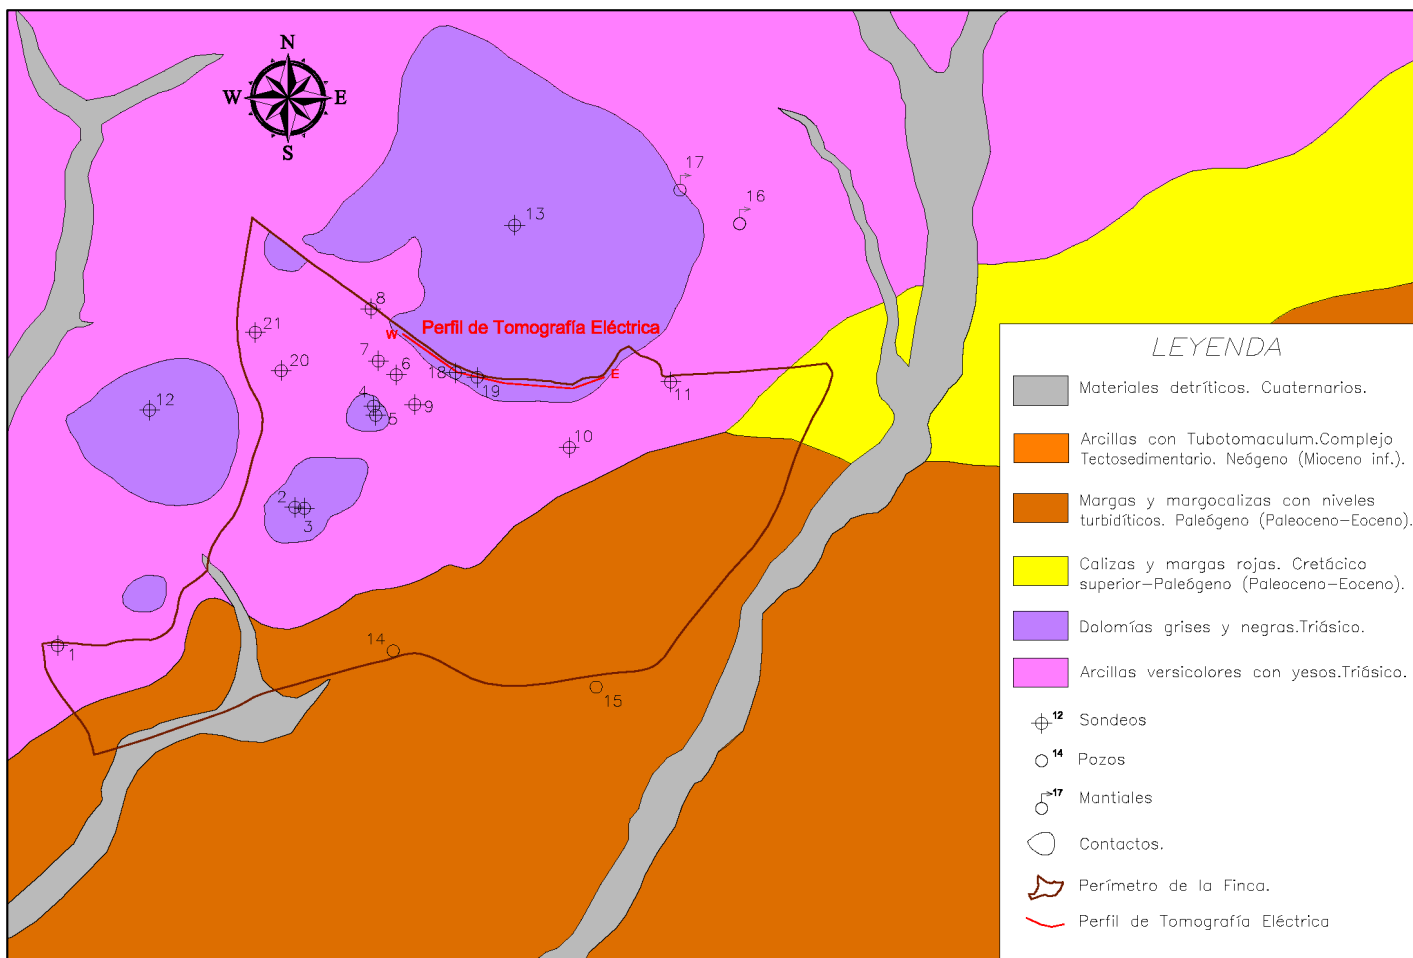 N
W E
S
17
16
13
8
Perfil de Tomografía Eléctrica
W
21
7
20
6
18
19
E
11
12
4
5
9
10
2
3
1
14
15
LEYENDA
Materiales detríticos. Cuaternarios.
Arcillas con Tubotomaculum.Complejo
Tectosedimentario. Neógeno (Mioceno inf.).
Margas y margocalizas con niveles
turbidíticos. Paleógeno (Paleoceno-Eoceno).
Calizas y margas rojas. Cretácico
superior-Paleógeno (Paleoceno-Eoceno).
Dolomías grises y negras.Triásico.
Arcillas versicolores con yesos.Triásico.
12 Sondeos
14 Pozos
17 Mantiales
Contactos.
Perímetro de la Finca.
Perfil de Tomografía Eléctrica